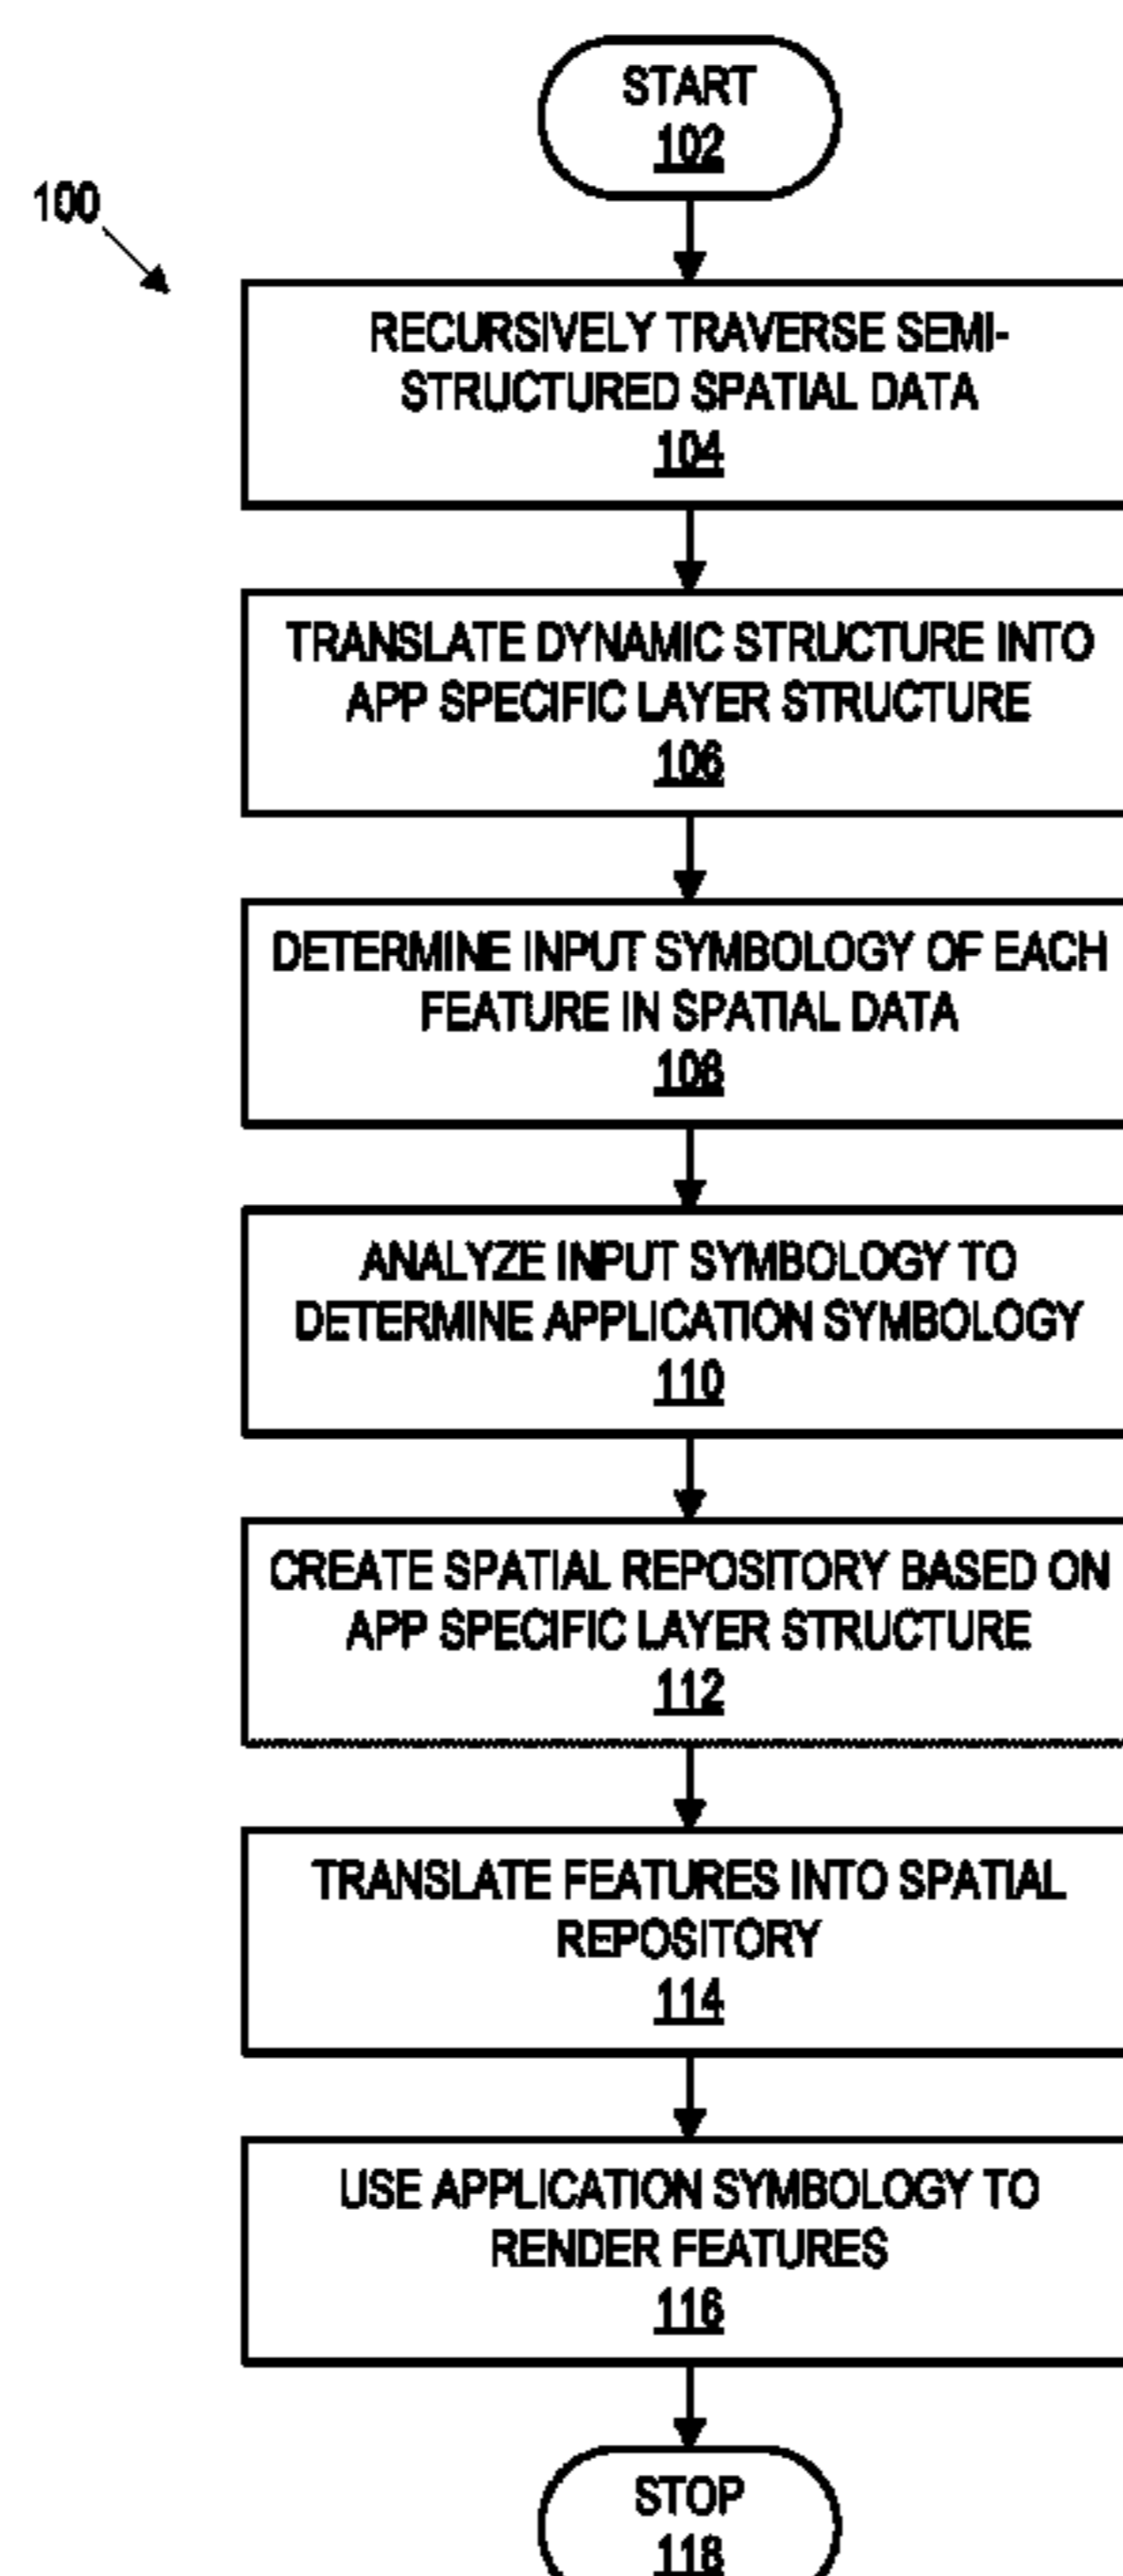 START
102
100
RECURSIVELY TRAVERSE SEMI-
STRUCTURED SPATIAL DATA
104
TRANSLATE DYNAMIC STRUCTURE INTO
APP SPECIFIC LAYER STRUCTURE
106
DETERMINE INPUT SYMBOLOGY OF EACH
FEATURE IN SPATIAL DATA
108
ANALYZE INPUT SYMBOLOGY TO
DETERMINE APPLICATION SYMBOLOGY
110
CREATE SPATIAL REPOSITORY BASED ON
APP SPECIFIC LAYER STRUCTURE
112
TRANSLATE FEATURES INTO SPATIAL
REPOSITORY
114
USE APPLICATION SYMBOLOGY TO
RENDER FEATURES
116
STOP
118